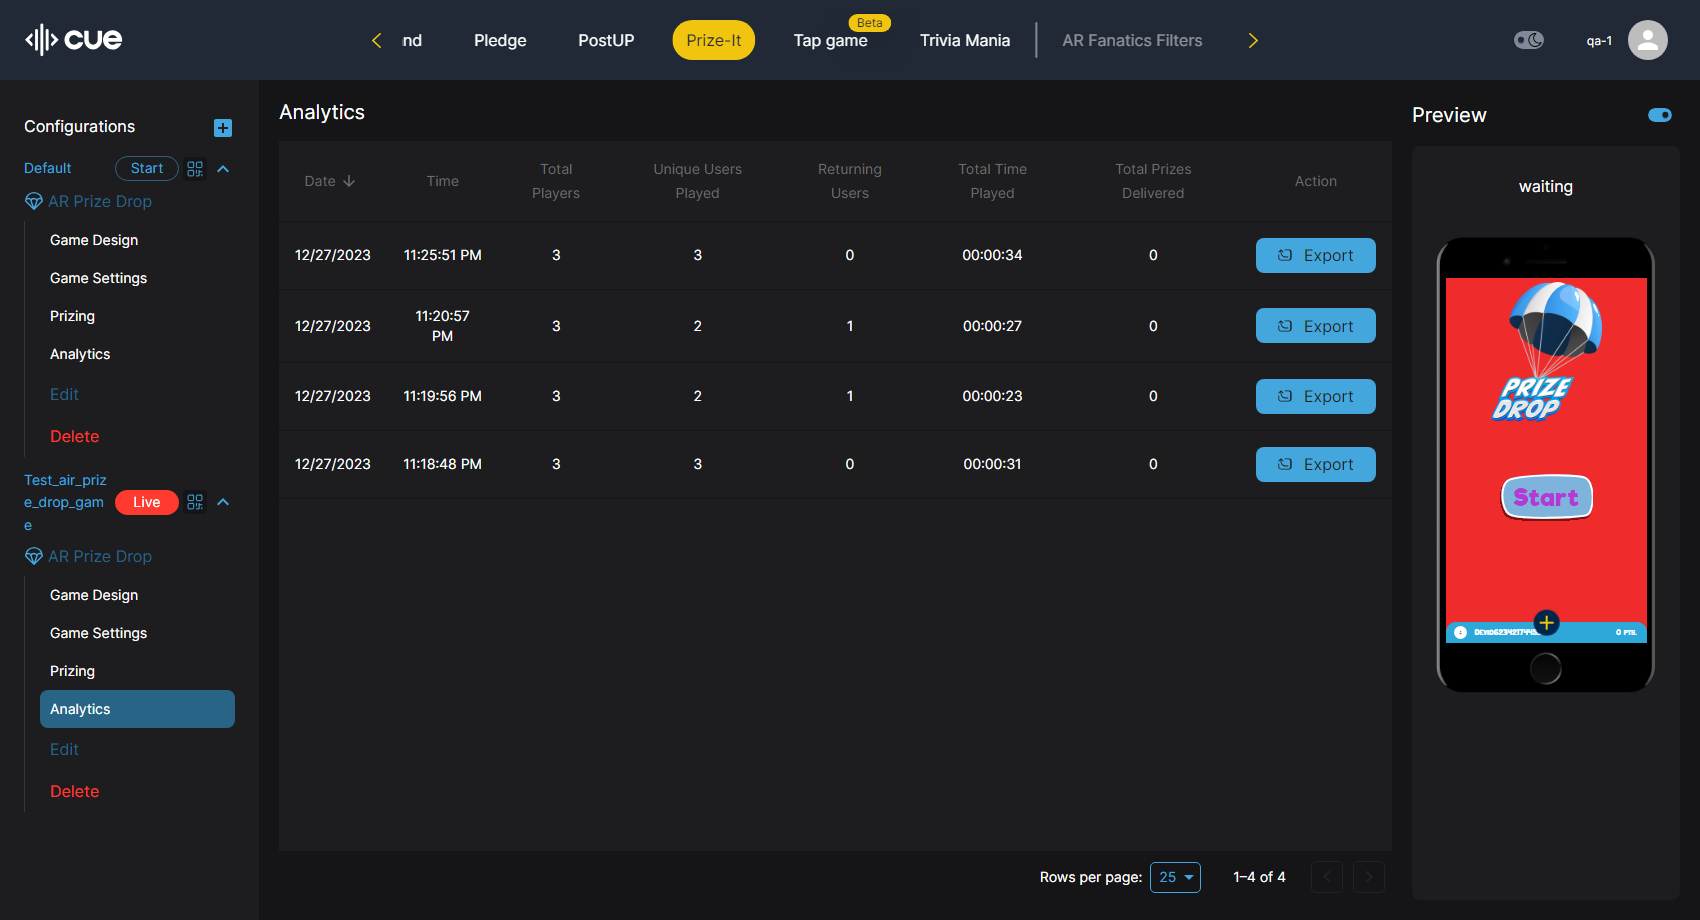 cue
nd
Pledge
PostUP
Prize-It
Beta
Tap game
Trivia Mania
AR Fanatics Filters
qa-1
Configurations
Default
Start
AR Prize Drop
Game Design
Game Settings
Prizing
Analytics
Edit
Delete
Test_air_priz
e_drop_gam
e
Live
AR Prize Drop
Game Design
Game Settings
Prizing
Analytics
Edit
Delete
Analytics
Date
Time
Total
Players
Unique Users
Played
Returning
Users
Total Time
Played
Total Prizes
Delivered
Action
12/27/2023 11:25:51 PM 3 3 0 00:00:34 0 Export
12/27/2023 11:20:57
PM 3 2 1 00:00:27 0 Export
12/27/2023 11:19:56 PM 3 2 1 00:00:23 0 Export
12/27/2023 11:18:48 PM 3 3 0 00:00:31 0 Export
Rows per page: 25 1–4 of 4
Preview
waiting
PRIZE
DROP
Start
0 PTS.